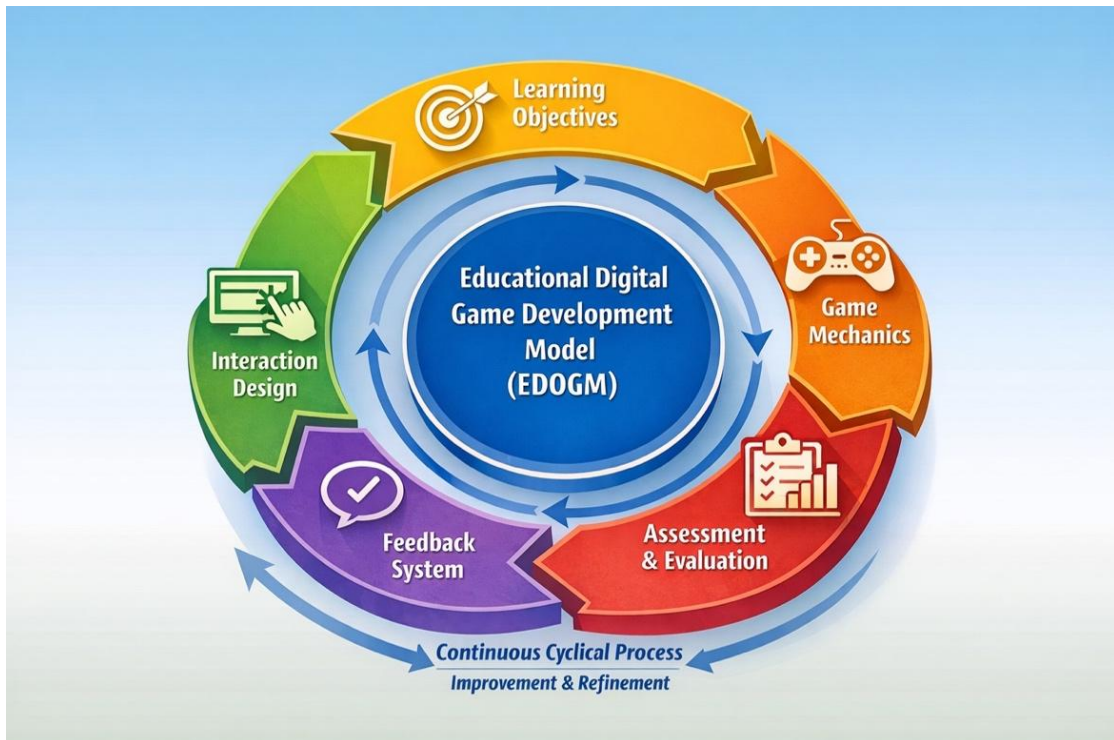 Learning
Objectives
Game
Mechanics
Assessment
& Evaluation
Feedback
System
Interaction
Design
Educational Digital
Game Development
Model
(EDOGM)
Continuous Cyclical Process
Improvement & Refinement